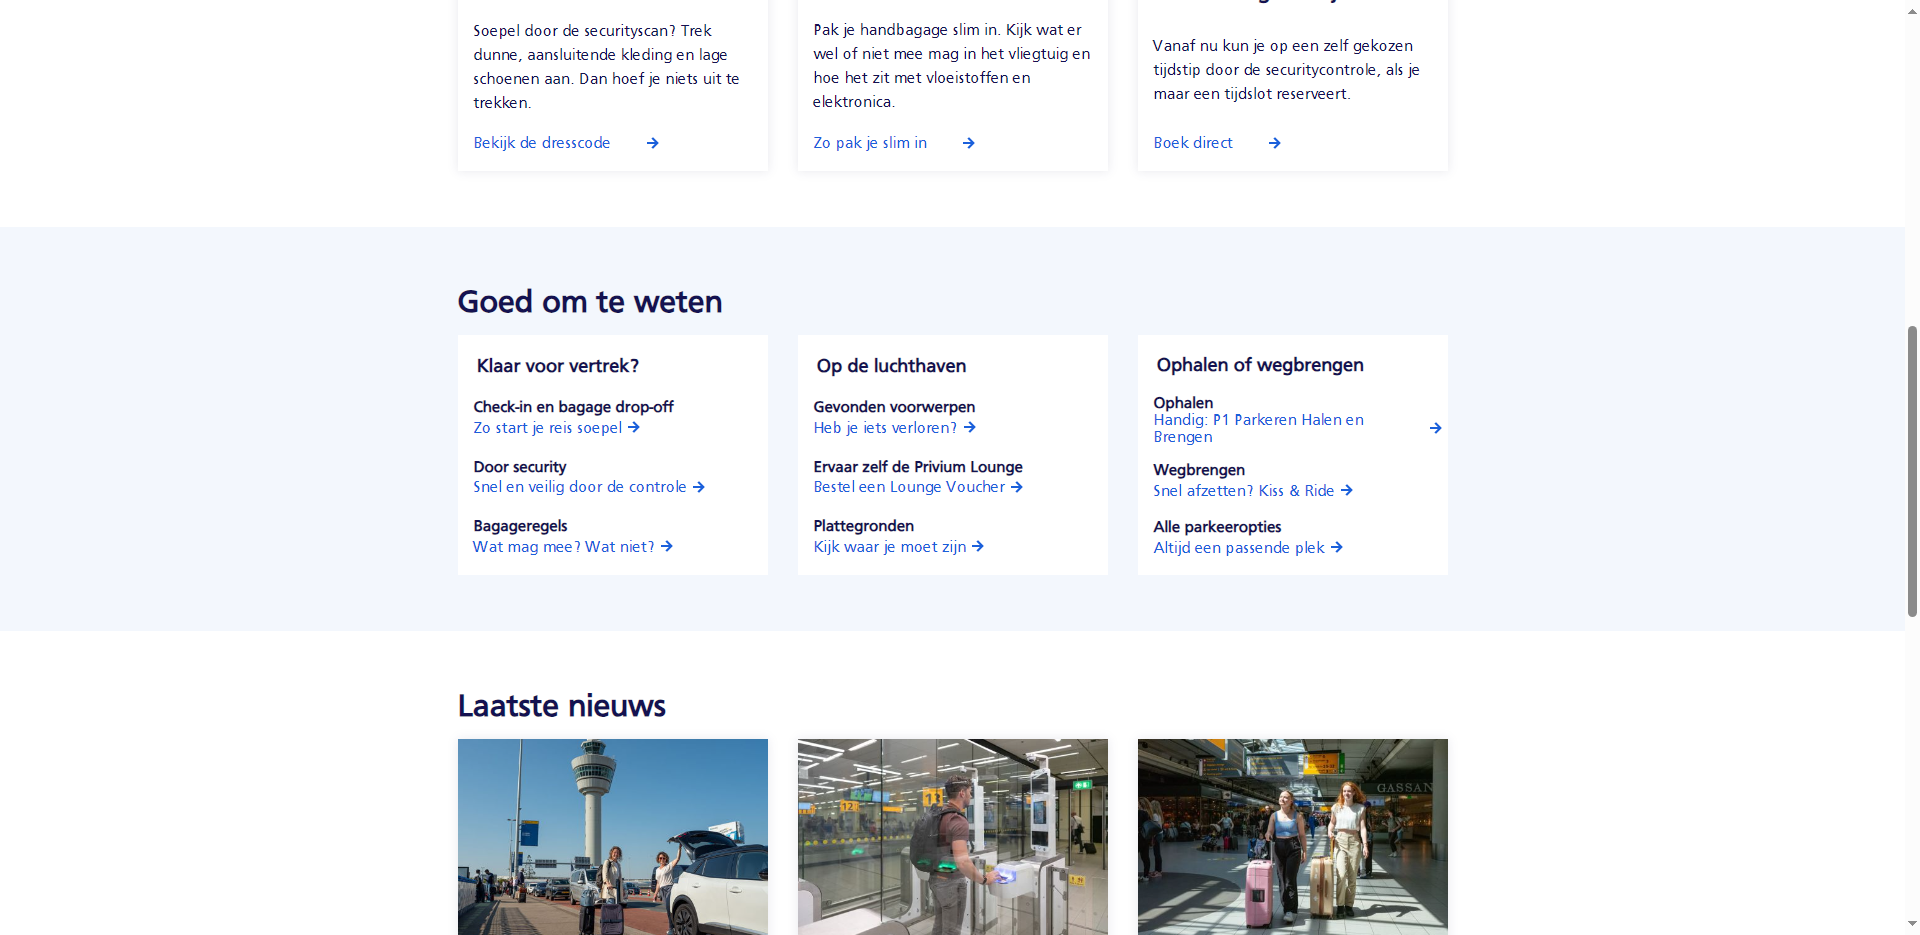 Soepel door de securityscan? Trek
dunne, aansluitende kleding en lage
schoenen aan. Dan hoef je niets uit te
trekken.
Bekijk de dresscode
Pak je handbagage slim in. Kijk wat er
wel of niet mee mag in het vliegtuig en
hoe het zit met vloeistoffen en
elektronica.
Zo pak je slim in
Vanaf nu kun je op een zelf gekozen
tijdstip door de securitycontrole, als je
maar een tijdslot reserveert.
Boek direct
Goed om te weten
Klaar voor vertrek?
Check-in en bagage drop-off
Zo start je reis soepel
Door security
Snel en veilig door de controle
Bagageregels
Wat mag mee? Wat niet?
Op de luchthaven
Gevonden voorwerpen
Heb je iets verloren?
Ervaar zelf de Privium Lounge
Bestel een Lounge Voucher
Plattegronden
Kijk waar je moet zijn
Ophalen of wegbrengen
Ophalen
Handig: P1 Parkeren Halen en
Brengen
Wegbrengen
Snel afzetten? Kiss & Ride
Alle parkeeropties
Altijd een passende plek
Laatste nieuws
12
13
GASSAN